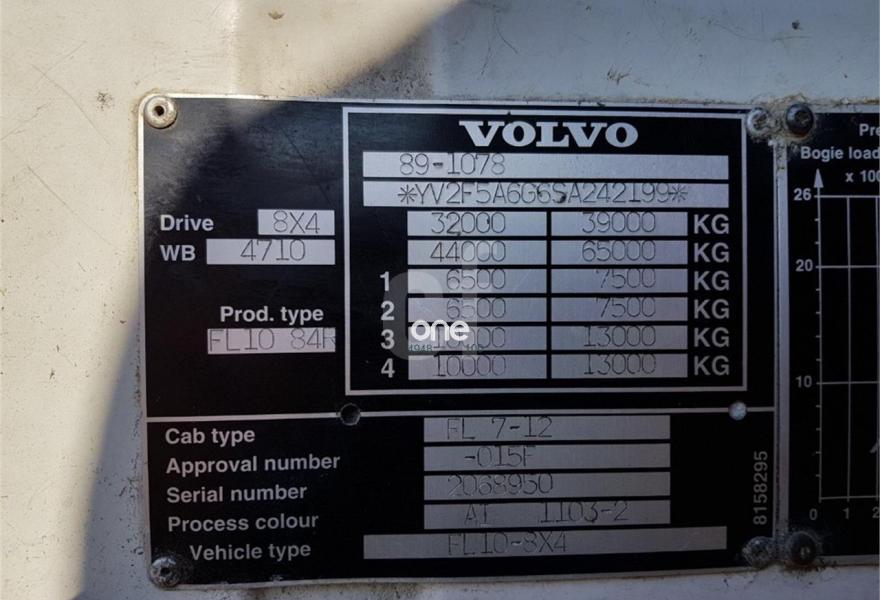 VOLVO
89-1078
*YV2F5A6G6SA242199*
Drive 8X4 32000 39000 KG
WB 4710 44000 65000 KG
1 6500 7500 KG
Prod. type 2 6500 7500 KG
FL10 84R 3 13000 KG
one
4 10000 13000 KG
Cab type FL 7-12
Approval number -015F
Serial number 2068950
Process colour AI 1103-2
Vehicle type FL10-8X4
8158295
Bogie load
x 100
26
20
10
0 1 2